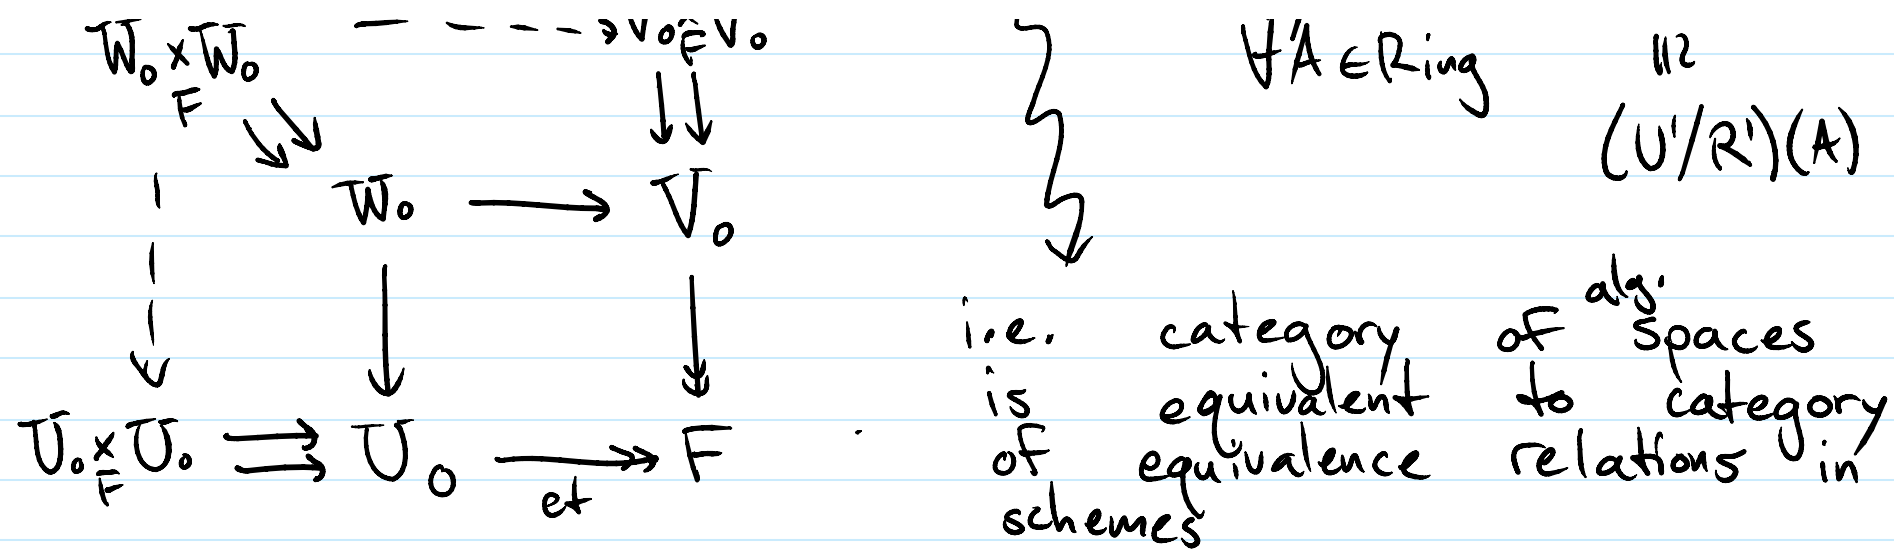 W₀ ×_F W₀ ⇢ V₀ ×_F V₀
∀A ∈ Ring
(U'/R')(A)
W₀ → V₀
U₀ ×_F U₀ ⇉ U₀ ↠ F
et
i.e. category of alg. spaces
is equivalent to category
of equivalence relations in
schemes